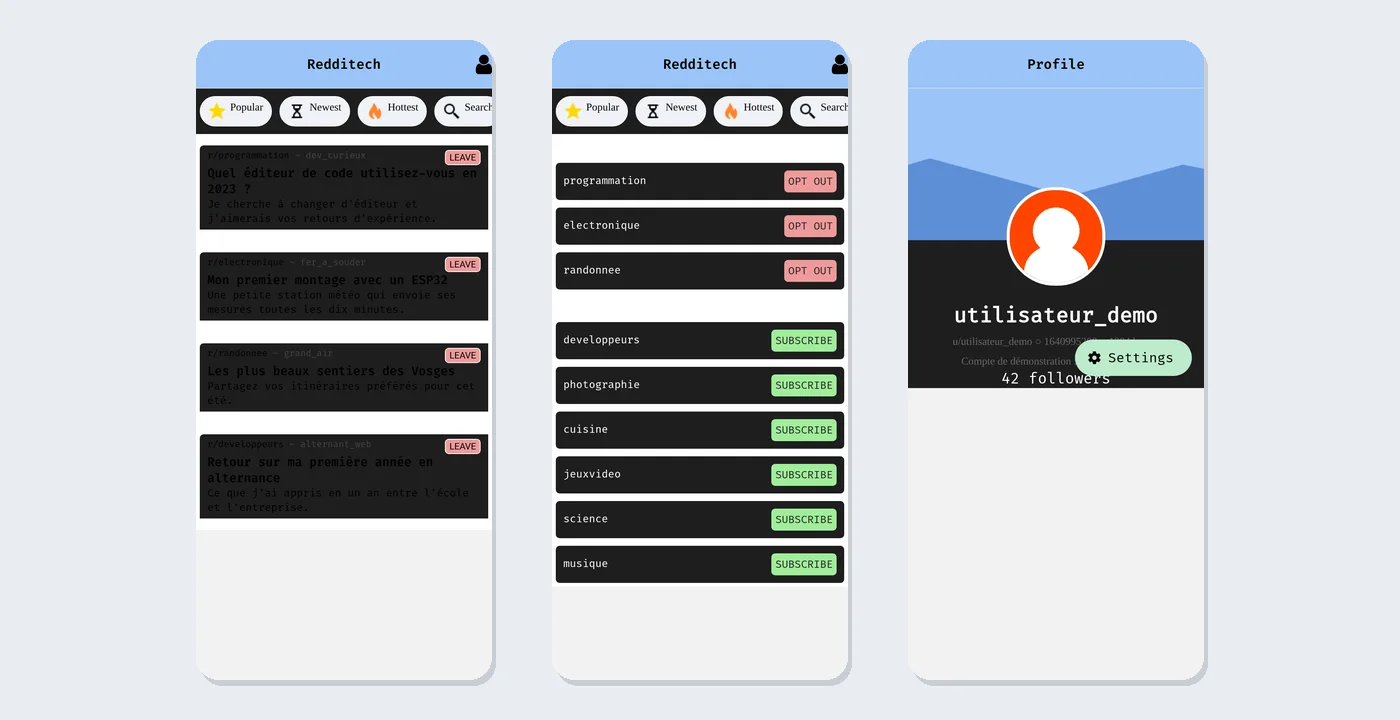 Redditech
Popular
Newest
Hottest
Search
r/programmation – dev_curieux
LEAVE
Quel éditeur de code utilisez-vous en
2023 ?
Je cherche à changer d'éditeur et
j'aimerais vos retours d'expérience.
r/electronique – fer_a_souder
LEAVE
Mon premier montage avec un ESP32
Une petite station météo qui envoie ses
mesures toutes les dix minutes.
r/randonnee – grand_air
LEAVE
Les plus beaux sentiers des Vosges
Partagez vos itinéraires préférés pour cet
été.
r/developpeurs – alternant_web
LEAVE
Retour sur ma première année en
alternance
Ce que j'ai appris en un an entre l'école
et l'entreprise.
Redditech
Popular
Newest
Hottest
Search
programmation OPT OUT
electronique OPT OUT
randonnee OPT OUT
developpeurs SUBSCRIBE
photographie SUBSCRIBE
cuisine SUBSCRIBE
jeuxvideo SUBSCRIBE
science SUBSCRIBE
musique SUBSCRIBE
Profile
utilisateur_demo
u/utilisateur_demo ○
Compte de démonstration
Settings
42 followers